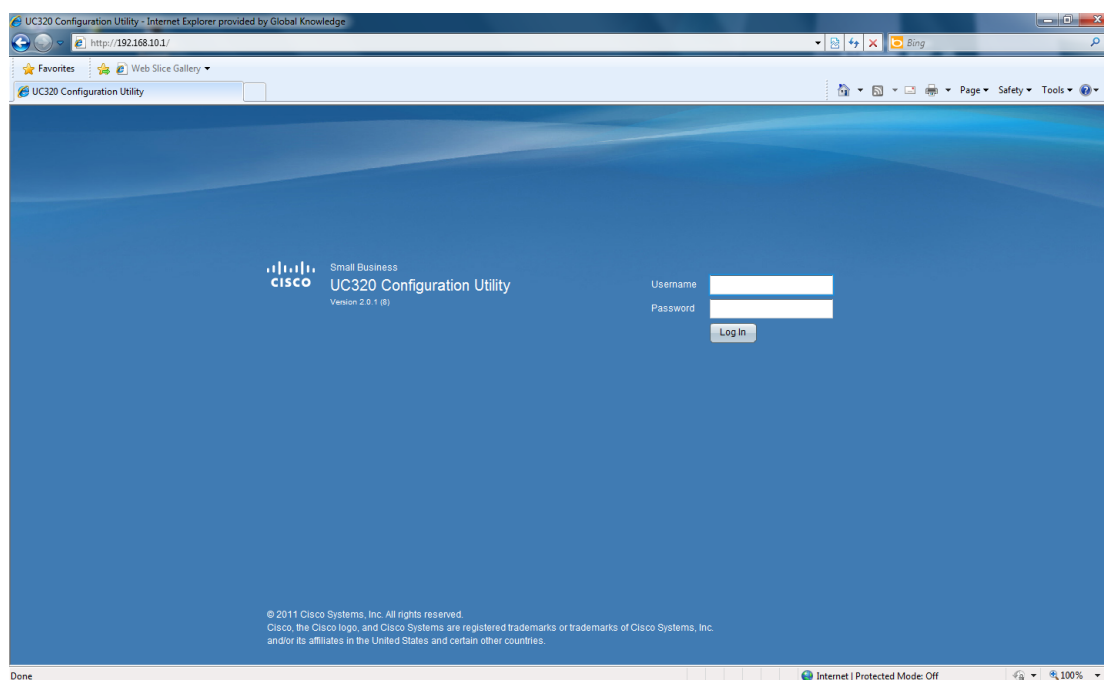 UC320 Configuration Utility - Internet Explorer provided by Global Knowledge
http://192.168.10.1/
Bing
Favorites
Web Slice Gallery
UC320 Configuration Utility
Page
Safety
Tools
CISCO
Small Business
UC320 Configuration Utility
Version 2.0.1 (8)
Username
Password
Log In
© 2011 Cisco Systems, Inc. All rights reserved.
Cisco, the Cisco logo, and Cisco Systems are registered trademarks or trademarks of Cisco Systems, Inc.
and/or its affiliates in the United States and certain other countries.
Done
Internet | Protected Mode: Off
100%